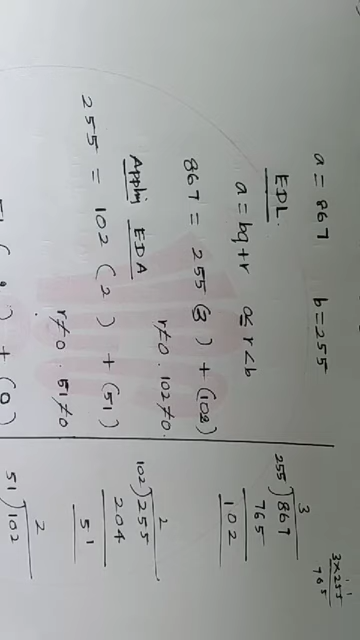 a = 867 b = 255
EDL.
a = bq+r 0≤r<b
867 = 255 (3) + (102)
r≠0. 102≠0.
Applin EDA
255 = 102 (2) + (51)
r≠0. 51≠0.
) + (0)
3×255
765
3
255)867
765
102
2
102)255
204
51
2
51)102